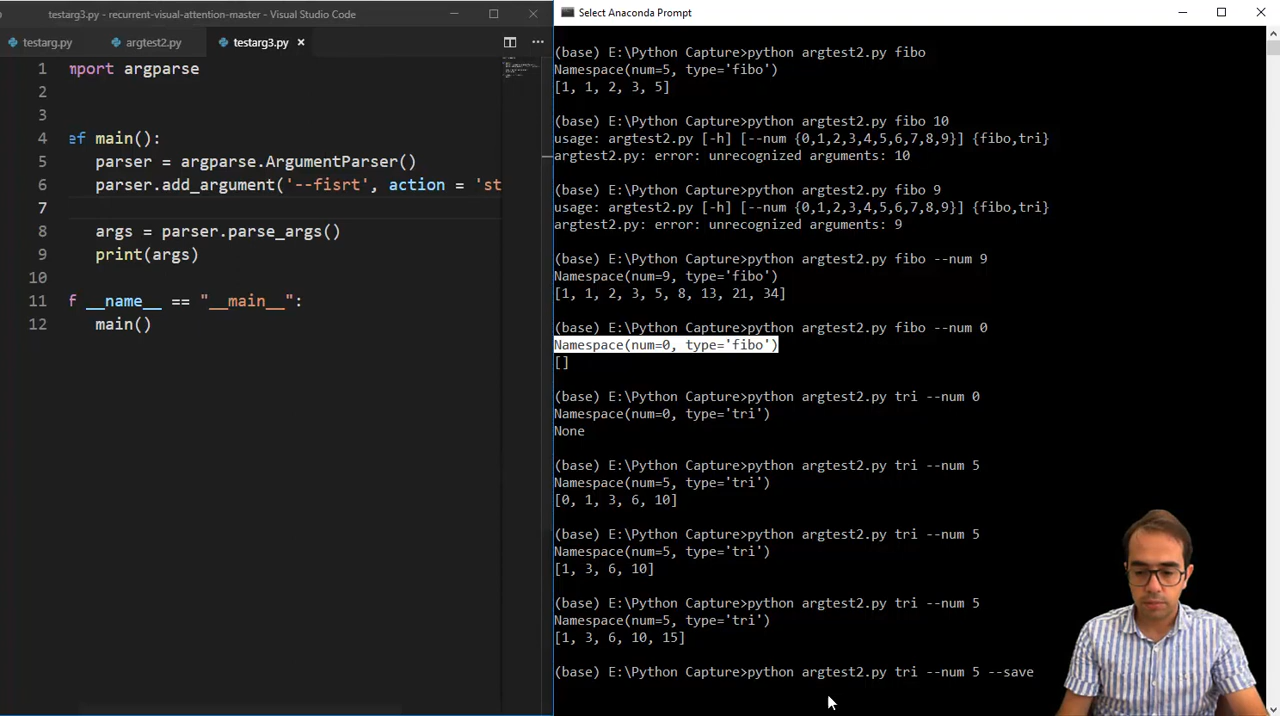 testarg3.py - recurrent-visual-attention-master - Visual Studio Code
testarg.py
argtest2.py
testarg3.py
1 mport argparse
2
3
4 ef main():
5 parser = argparse.ArgumentParser()
6 parser.add_argument('--fisrt', action = 'st
7
8 args = parser.parse_args()
9 print(args)
10
11 f __name__ == "__main__":
12 main()
Select Anaconda Prompt
(base) E:\Python Capture>python argtest2.py fibo
Namespace(num=5, type='fibo')
[1, 1, 2, 3, 5]
(base) E:\Python Capture>python argtest2.py fibo 10
usage: argtest2.py [-h] [--num {0,1,2,3,4,5,6,7,8,9}] {fibo,tri}
argtest2.py: error: unrecognized arguments: 10
(base) E:\Python Capture>python argtest2.py fibo 9
usage: argtest2.py [-h] [--num {0,1,2,3,4,5,6,7,8,9}] {fibo,tri}
argtest2.py: error: unrecognized arguments: 9
(base) E:\Python Capture>python argtest2.py fibo --num 9
Namespace(num=9, type='fibo')
[1, 1, 2, 3, 5, 8, 13, 21, 34]
(base) E:\Python Capture>python argtest2.py fibo --num 0
Namespace(num=0, type='fibo')
[]
(base) E:\Python Capture>python argtest2.py tri --num 0
Namespace(num=0, type='tri')
None
(base) E:\Python Capture>python argtest2.py tri --num 5
Namespace(num=5, type='tri')
[0, 1, 3, 6, 10]
(base) E:\Python Capture>python argtest2.py tri --num 5
Namespace(num=5, type='tri')
[1, 3, 6, 10]
(base) E:\Python Capture>python argtest2.py tri --num 5
Namespace(num=5, type='tri')
[1, 3, 6, 10, 15]
(base) E:\Python Capture>python argtest2.py tri --num 5 --save